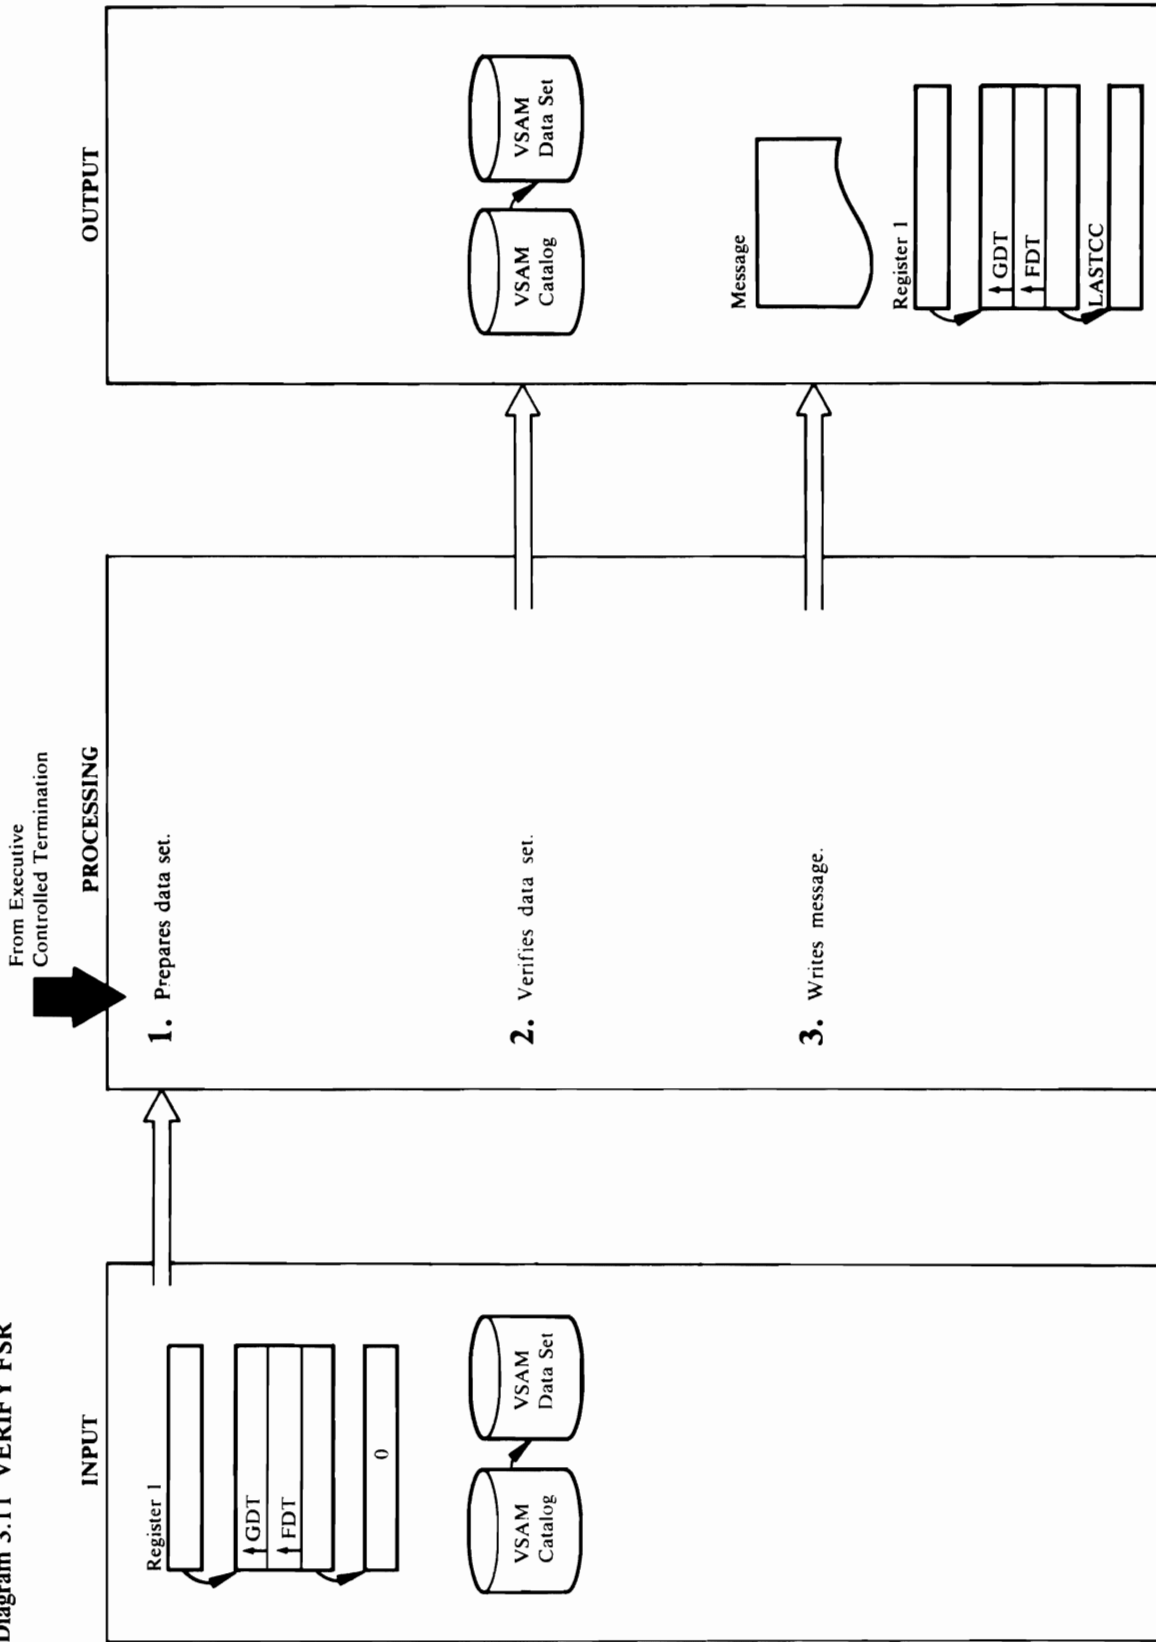 Diagram 3.11 VERIFY FSR
From Executive
Controlled Termination
INPUT
Register 1
GDT
FDT
0
VSAM
Catalog
VSAM
Data Set
PROCESSING
1. Prepares data set.
2. Verifies data set.
3. Writes message.
OUTPUT
VSAM
Catalog
VSAM
Data Set
Message
Register 1
GDT
FDT
LASTCC